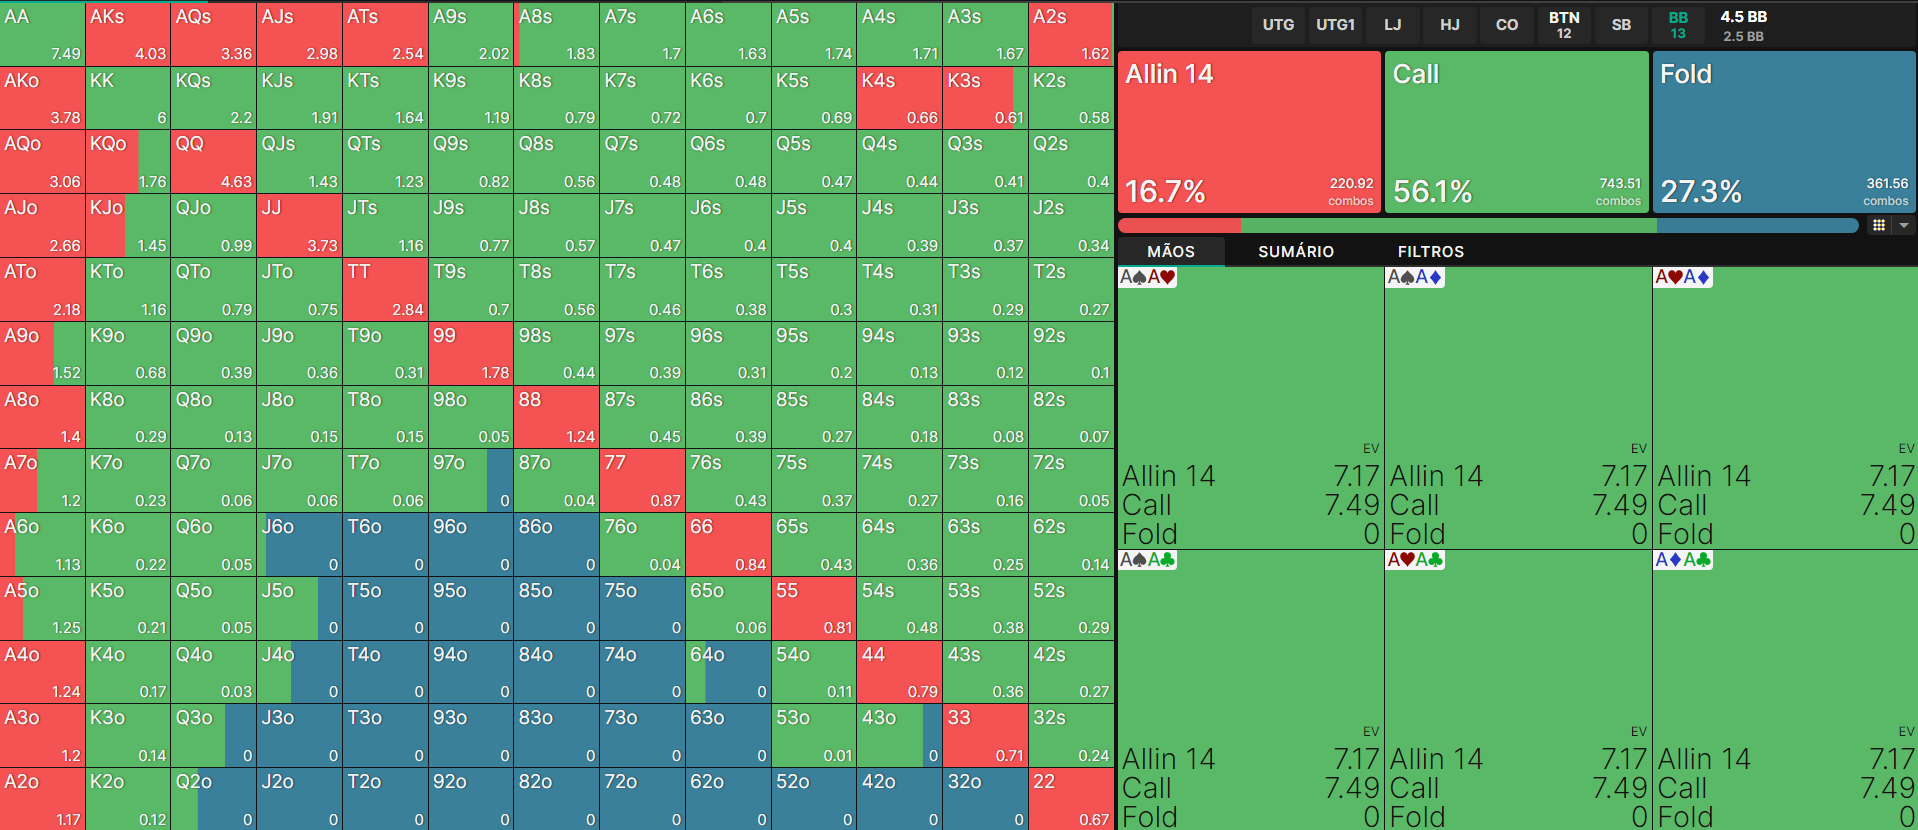 UTG UTG1 LJ HJ CO BTN SB BB 4.5 BB
12 13 2.5 BB
AA AKs AQs AJs ATs A9s A8s A7s A6s A5s A4s A3s A2s
7.49 4.03 3.36 2.98 2.54 2.02 1.83 1.7 1.63 1.74 1.71 1.67 1.62
AKo KK KQs KJs KTs K9s K8s K7s K6s K5s K4s K3s K2s
3.78 6 2.2 1.91 1.64 1.19 0.79 0.72 0.7 0.69 0.66 0.61 0.58
AQo KQo QQ QJs QTs Q9s Q8s Q7s Q6s Q5s Q4s Q3s Q2s
3.06 1.76 4.63 1.43 1.23 0.82 0.56 0.48 0.48 0.47 0.44 0.41 0.4
AJo KJo QJo JJ JTs J9s J8s J7s J6s J5s J4s J3s J2s
2.66 1.45 0.99 3.73 1.16 0.77 0.57 0.47 0.4 0.4 0.39 0.37 0.34
ATo KTo QTo JTo TT T9s T8s T7s T6s T5s T4s T3s T2s
2.18 1.16 0.79 0.75 2.84 0.7 0.56 0.46 0.38 0.3 0.31 0.29 0.27
A9o K9o Q9o J9o T9o 99 98s 97s 96s 95s 94s 93s 92s
1.52 0.68 0.39 0.36 0.31 1.78 0.44 0.39 0.31 0.2 0.13 0.12 0.1
A8o K8o Q8o J8o T8o 98o 88 87s 86s 85s 84s 83s 82s
1.4 0.29 0.13 0.15 0.15 0.05 1.24 0.45 0.39 0.27 0.18 0.08 0.07
A7o K7o Q7o J7o T7o 97o 87o 77 76s 75s 74s 73s 72s
1.2 0.23 0.06 0.06 0.06 0 0.04 0.87 0.43 0.37 0.27 0.16 0.05
A6o K6o Q6o J6o T6o 96o 86o 76o 66 65s 64s 63s 62s
1.13 0.22 0.05 0 0 0 0 0.04 0.84 0.43 0.36 0.25 0.14
A5o K5o Q5o J5o T5o 95o 85o 75o 65o 55 54s 53s 52s
1.25 0.21 0.05 0 0 0 0 0 0.06 0.81 0.48 0.38 0.29
A4o K4o Q4o J4o T4o 94o 84o 74o 64o 54o 44 43s 42s
1.24 0.17 0.03 0 0 0 0 0 0 0.11 0.79 0.36 0.27
A3o K3o Q3o J3o T3o 93o 83o 73o 63o 53o 43o 33 32s
1.2 0.14 0 0 0 0 0 0 0 0.01 0 0.71 0.24
A2o K2o Q2o J2o T2o 92o 82o 72o 62o 52o 42o 32o 22
1.17 0.12 0 0 0 0 0 0 0 0 0 0 0.67
Allin 14 Call Fold
16.7% 220.92 combos 56.1% 743.51 combos 27.3% 361.56 combos
MÃOS SUMÁRIO FILTROS
A♠A♥ A♠A♦ A♥A♦
EV EV EV
Allin 14 7.17 Allin 14 7.17 Allin 14 7.17
Call 7.49 Call 7.49 Call 7.49
Fold 0 Fold 0 Fold 0
A♠A♣ A♥A♣ A♦A♣
EV EV EV
Allin 14 7.17 Allin 14 7.17 Allin 14 7.17
Call 7.49 Call 7.49 Call 7.49
Fold 0 Fold 0 Fold 0